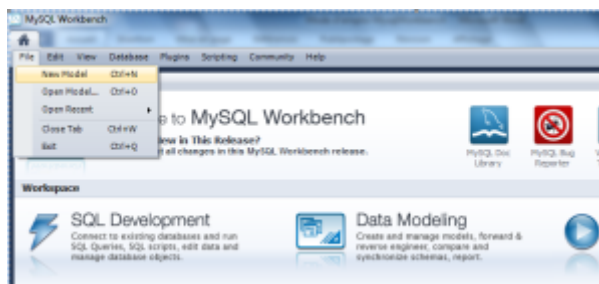 MySQL Workbench
File Edit View Database Plugins Scripting Community Help
New Model Ctrl+N
Open Model... Ctrl+O
Open Recent
Close Tab Ctrl+W
Exit Ctrl+Q
e to MySQL Workbench
ew in This Release?
t all changes in this MySQL Workbench release.
MySQL Doc
Library
MySQL Bug
Reporter
Workspace
SQL Development
Connect to existing databases and run
SQL Queries, SQL scripts, edit data and
manage database objects.
Data Modeling
Create and manage models, forward &
reverse engineer, compare and
synchronize schemas, report.